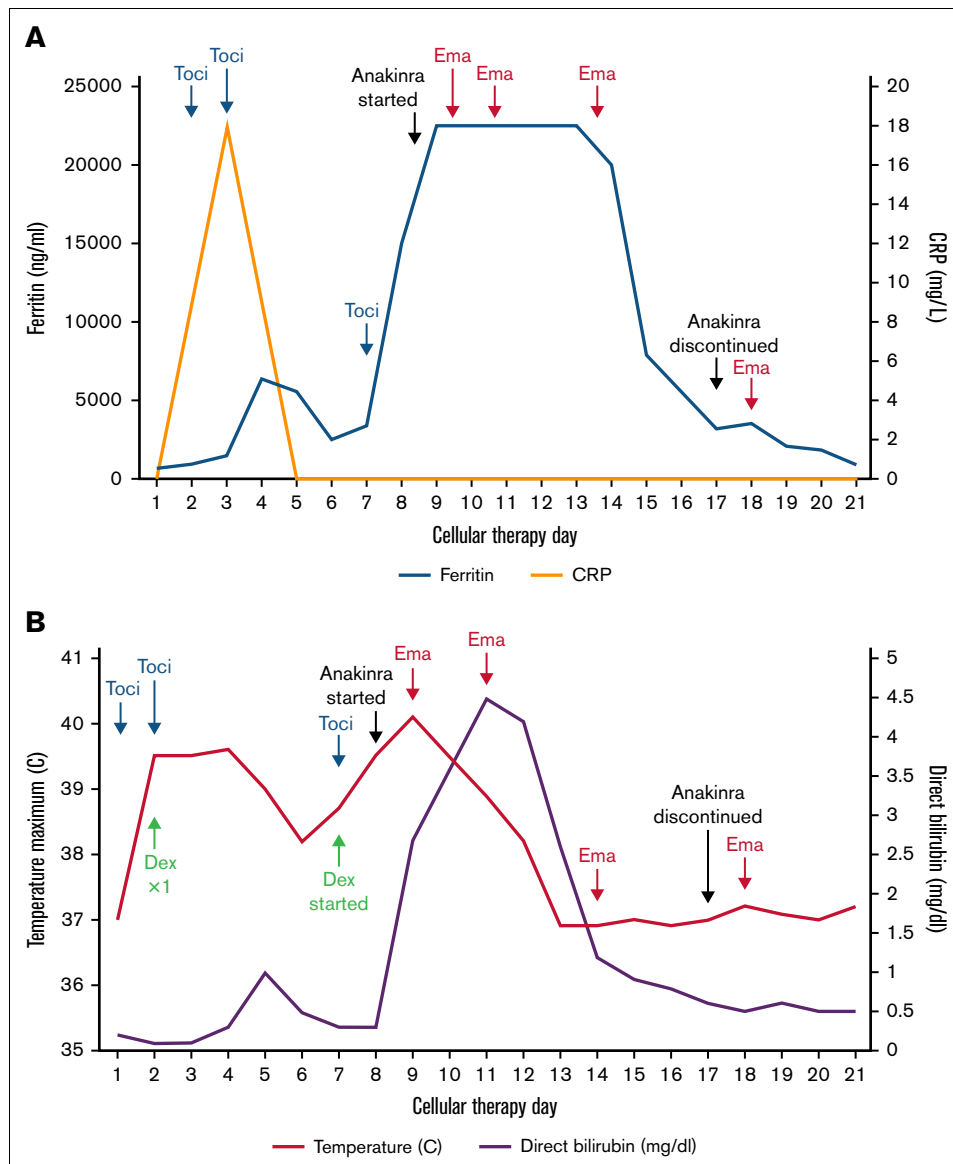 A
Toci
Toci
Anakinra
started
Ema
Ema
Ema
25000
20000
15000
10000
5000
0
Ferritin (ng/ml)
20
18
16
14
12
10
8
6
4
2
0
CRP (mg/L)
Toci
Anakinra
discontinued
Ema
1 2 3 4 5 6 7 8 9 10 11 12 13 14 15 16 17 18 19 20 21
Cellular therapy day
Ferritin CRP
B
Toci
Toci
Dex
×1
Toci
Dex
started
Anakinra
started
Ema
Ema
Ema
Anakinra
discontinued
Ema
41
40
39
38
37
36
35
Temperature maximum (C)
5
4.5
4
3.5
3
2.5
2
1.5
1
0.5
0
Direct bilirubin (mg/dl)
1 2 3 4 5 6 7 8 9 10 11 12 13 14 15 16 17 18 19 20 21
Cellular therapy day
Temperature (C) Direct bilirubin (mg/dl)